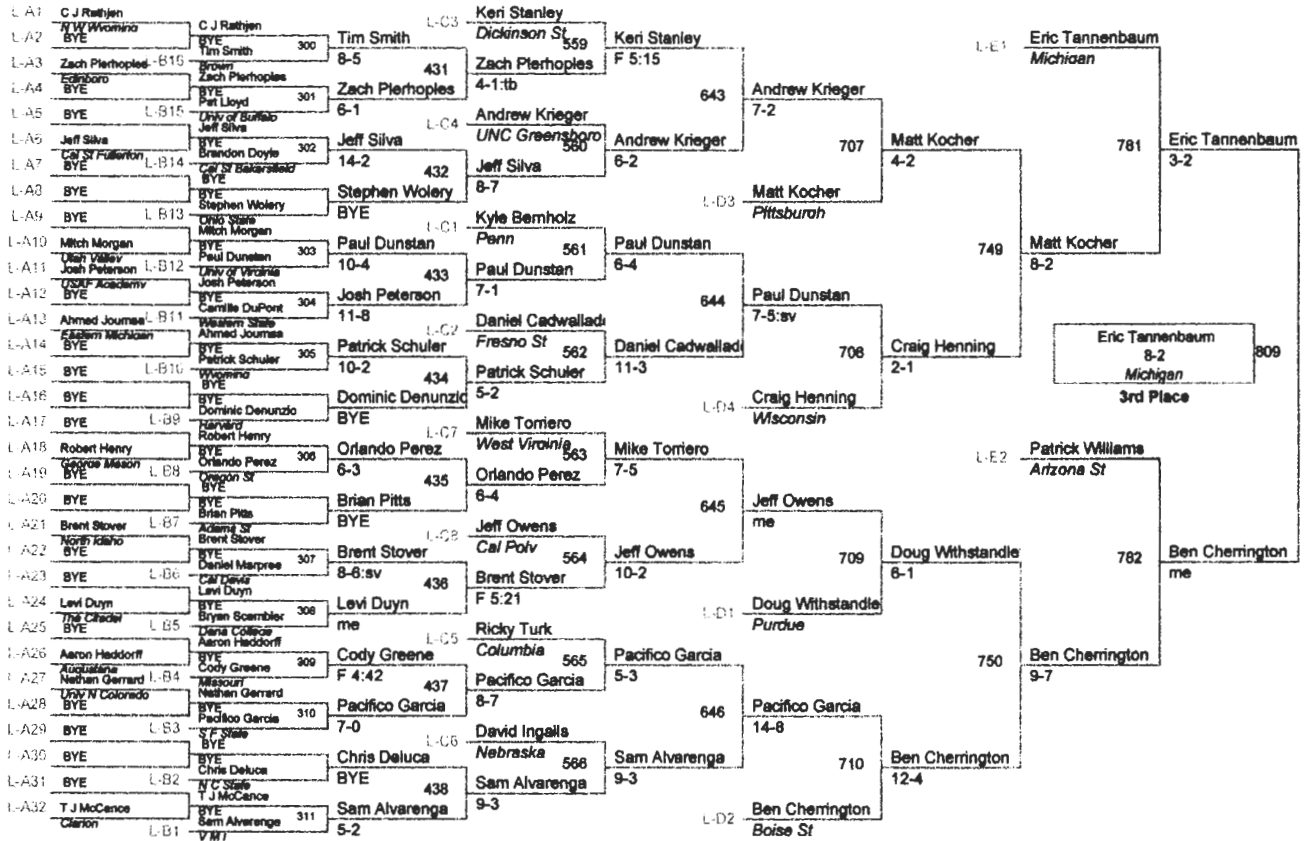 L-A1
C J Rathjen
N W Wyoming
L-A2
BYE
L-A3
Zach Pierhoples
Edinboro
L-A4
BYE
L-A5
BYE
L-A6
Jeff Silva
Cal St Fullerton
L-A7
BYE
L-A8
BYE
L-A9
BYE
L-A10
Mitch Morgan
Utah Valley
L-A11
Josh Peterson
USAF Academy
L-A12
BYE
L-A13
Ahmed Journaa
Eastern Michigan
L-A14
BYE
L-A15
BYE
L-A16
BYE
L-A17
BYE
L-A18
Robert Henry
George Mason
L-A19
BYE
L-A20
BYE
L-A21
Brent Stover
North Idaho
L-A22
BYE
L-A23
BYE
L-A24
Levi Duyn
The Citadel
L-A25
BYE
L-A26
Aaron Haddorff
Augustana
L-A27
Nathan Gerrard
Univ N Colorado
L-A28
BYE
L-A29
BYE
L-A30
BYE
L-A31
BYE
L-A32
T J McCance
Clarion
C J Rathjen
BYE
300
L-B16
Tim Smith
Brown
Zach Pierhoples
BYE
301
L-B15
Pat Lloyd
Univ of Buffalo
Jeff Silva
BYE
302
L-B14
Brandon Doyle
Cal St Bakersfield
BYE
BYE
L-B13
Stephen Wolery
Ohio State
Mitch Morgan
BYE
303
L-B12
Paul Dunstan
Univ of Virginia
Josh Peterson
BYE
304
L-B11
Camille DuPont
Western State
Ahmed Journaa
BYE
305
L-B10
Patrick Schuler
Wyoming
BYE
BYE
L-B9
Dominic Denunzio
Harvard
Robert Henry
BYE
306
L-B8
Orlando Perez
Oregon St
BYE
BYE
L-B7
Brian Pitts
Adams St
Brent Stover
BYE
307
L-B6
Daniel Marpree
Cal Davis
Levi Duyn
BYE
308
L-B5
Bryan Scambler
Dana College
Aaron Haddorff
BYE
309
L-B4
Cody Greene
Missouri
Nathan Gerrard
BYE
310
L-B3
Pacifico Garcia
S F State
BYE
BYE
L-B2
Chris Deluca
N C State
T J McCance
BYE
311
L-B1
Sam Alvarenga
V M I
Tim Smith
8-5
431
Zach Pierhoples
6-1
Jeff Silva
14-2
432
Stephen Wolery
BYE
Paul Dunstan
10-4
433
Josh Peterson
11-8
Patrick Schuler
10-2
434
Dominic Denunzio
BYE
Orlando Perez
6-3
435
Brian Pitts
BYE
Brent Stover
8-6:sv
436
Levi Duyn
me
Cody Greene
F 4:42
437
Pacifico Garcia
7-0
Chris Deluca
BYE
438
Sam Alvarenga
5-2
L-C3
Keri Stanley
Dickinson St
559
Zach Pierhoples
4-1:tb
L-C4
Andrew Krieger
UNC Greensboro
560
Jeff Silva
8-7
L-C1
Kyle Bernholz
Penn
561
Paul Dunstan
7-1
L-C2
Daniel Cadwallad
Fresno St
562
Patrick Schuler
5-2
L-C7
Mike Torriero
West Virginia
563
Orlando Perez
6-4
L-C8
Jeff Owens
Cal Poly
564
Brent Stover
F 5:21
L-C5
Ricky Turk
Columbia
565
Pacifico Garcia
8-7
L-C6
David Ingalls
Nebraska
566
Sam Alvarenga
9-3
Keri Stanley
F 5:15
643
Andrew Krieger
6-2
Paul Dunstan
6-4
644
Daniel Cadwallad
11-3
Mike Torriero
7-5
645
Jeff Owens
10-2
Pacifico Garcia
5-3
646
Sam Alvarenga
9-3
Andrew Krieger
7-2
707
L-D3
Matt Kocher
Pittsburgh
Paul Dunstan
7-5:sv
708
L-D4
Craig Henning
Wisconsin
Jeff Owens
me
709
L-D1
Doug Withstandle
Purdue
Pacifico Garcia
14-8
710
L-D2
Ben Cherrington
Boise St
Matt Kocher
4-2
749
Craig Henning
2-1
Doug Withstandle
6-1
750
Ben Cherrington
12-4
L-E1
Eric Tannenbaum
Michigan
781
Matt Kocher
8-2
L-E2
Patrick Williams
Arizona St
782
Ben Cherrington
9-7
Eric Tannenbaum
3-2
Ben Cherrington
me
Eric Tannenbaum
8-2
Michigan
809
3rd Place